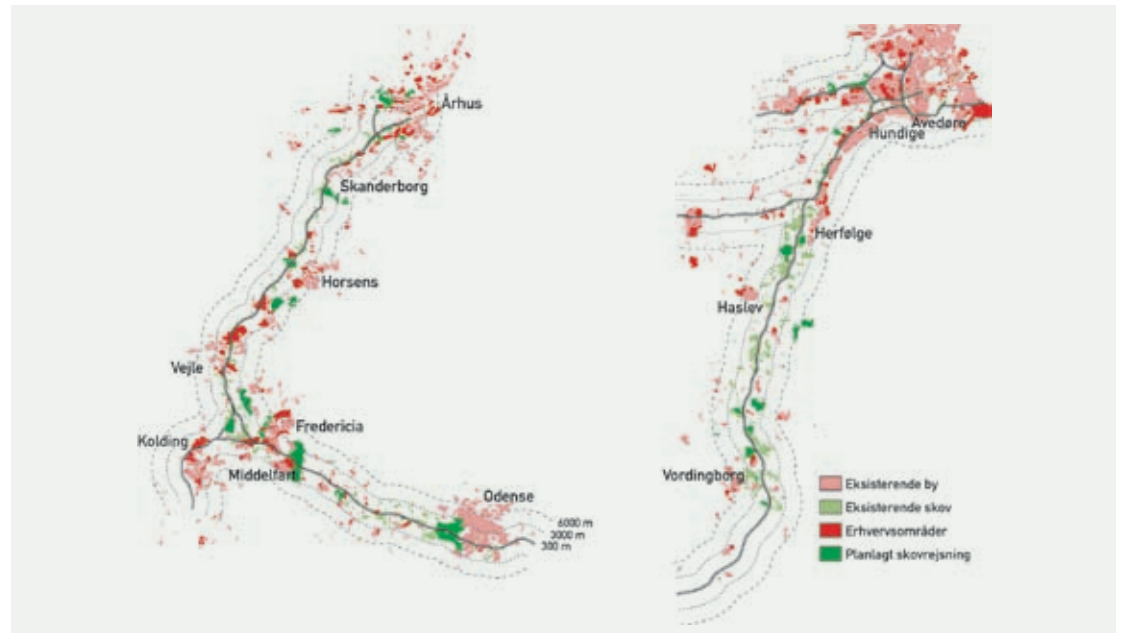 Århus
Skanderborg
Horsens
Vejle
Kolding
Fredericia
Middelfart
Odense
6000 m
3000 m
300 m
Avedøre
Hundige
Herfølge
Haslev
Vordingborg
Eksisterende by
Eksisterende skov
Erhvervsområder
Planlagt skovrejsning